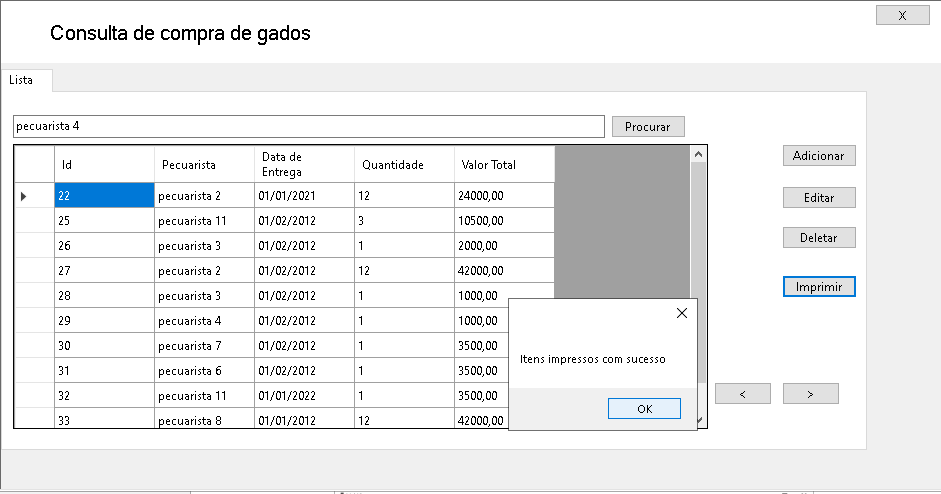 X
Consulta de compra de gados
Lista
pecuarista 4
Procurar
Id Pecuarista Data de Entrega Quantidade Valor Total
22 pecuarista 2 01/01/2021 12 24000,00
25 pecuarista 11 01/02/2012 3 10500,00
26 pecuarista 3 01/02/2012 1 2000,00
27 pecuarista 2 01/02/2012 12 42000,00
28 pecuarista 3 01/02/2012 1 1000,00
29 pecuarista 4 01/02/2012 1 1000,00
30 pecuarista 7 01/02/2012 1 3500,00
31 pecuarista 6 01/02/2012 1 3500,00
32 pecuarista 11 01/01/2022 1 3500,00
33 pecuarista 8 01/01/2012 12 42000,00
Adicionar
Editar
Deletar
Imprimir
Itens impressos com sucesso
OK
<
>